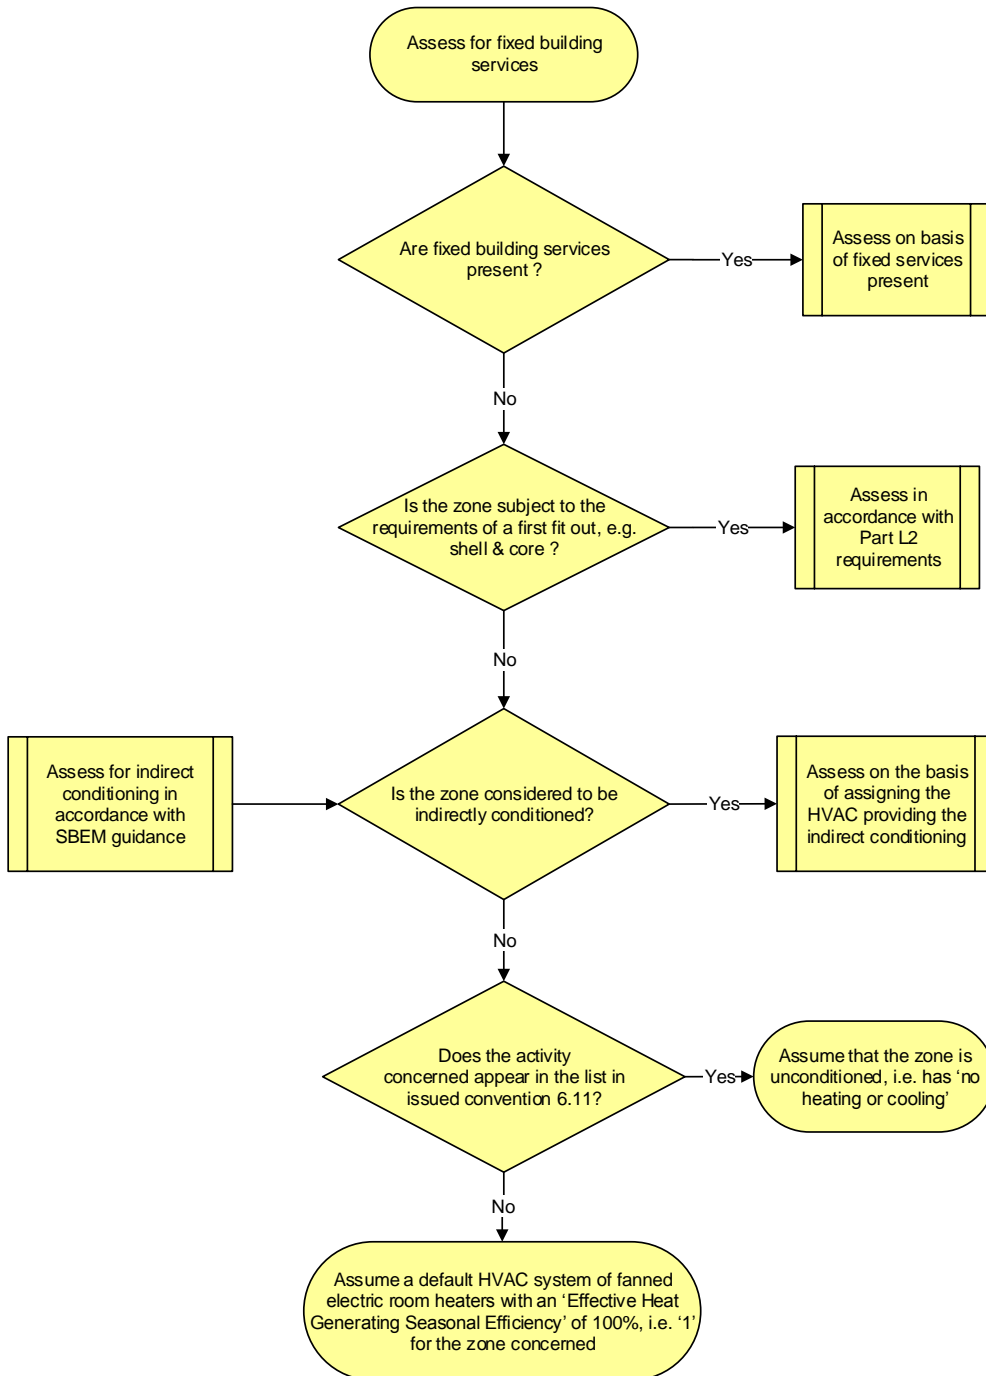 Assess for fixed building
services
Are fixed building services
present ?
Yes
Assess on basis
of fixed services
present
No
Is the zone subject to the
requirements of a first fit out, e.g.
shell & core ?
Yes
Assess in
accordance with
Part L2
requirements
No
Assess for indirect
conditioning in
accordance with
SBEM guidance
Is the zone considered to be
indirectly conditioned?
Yes
Assess on the basis
of assigning the
HVAC providing the
indirect conditioning
No
Does the activity
concerned appear in the list in
issued convention 6.11?
Yes
Assume that the zone is
unconditioned, i.e. has ‘no
heating or cooling’
No
Assume a default HVAC system of fanned
electric room heaters with an ‘Effective Heat
Generating Seasonal Efficiency’ of 100%, i.e. ‘1’
for the zone concerned